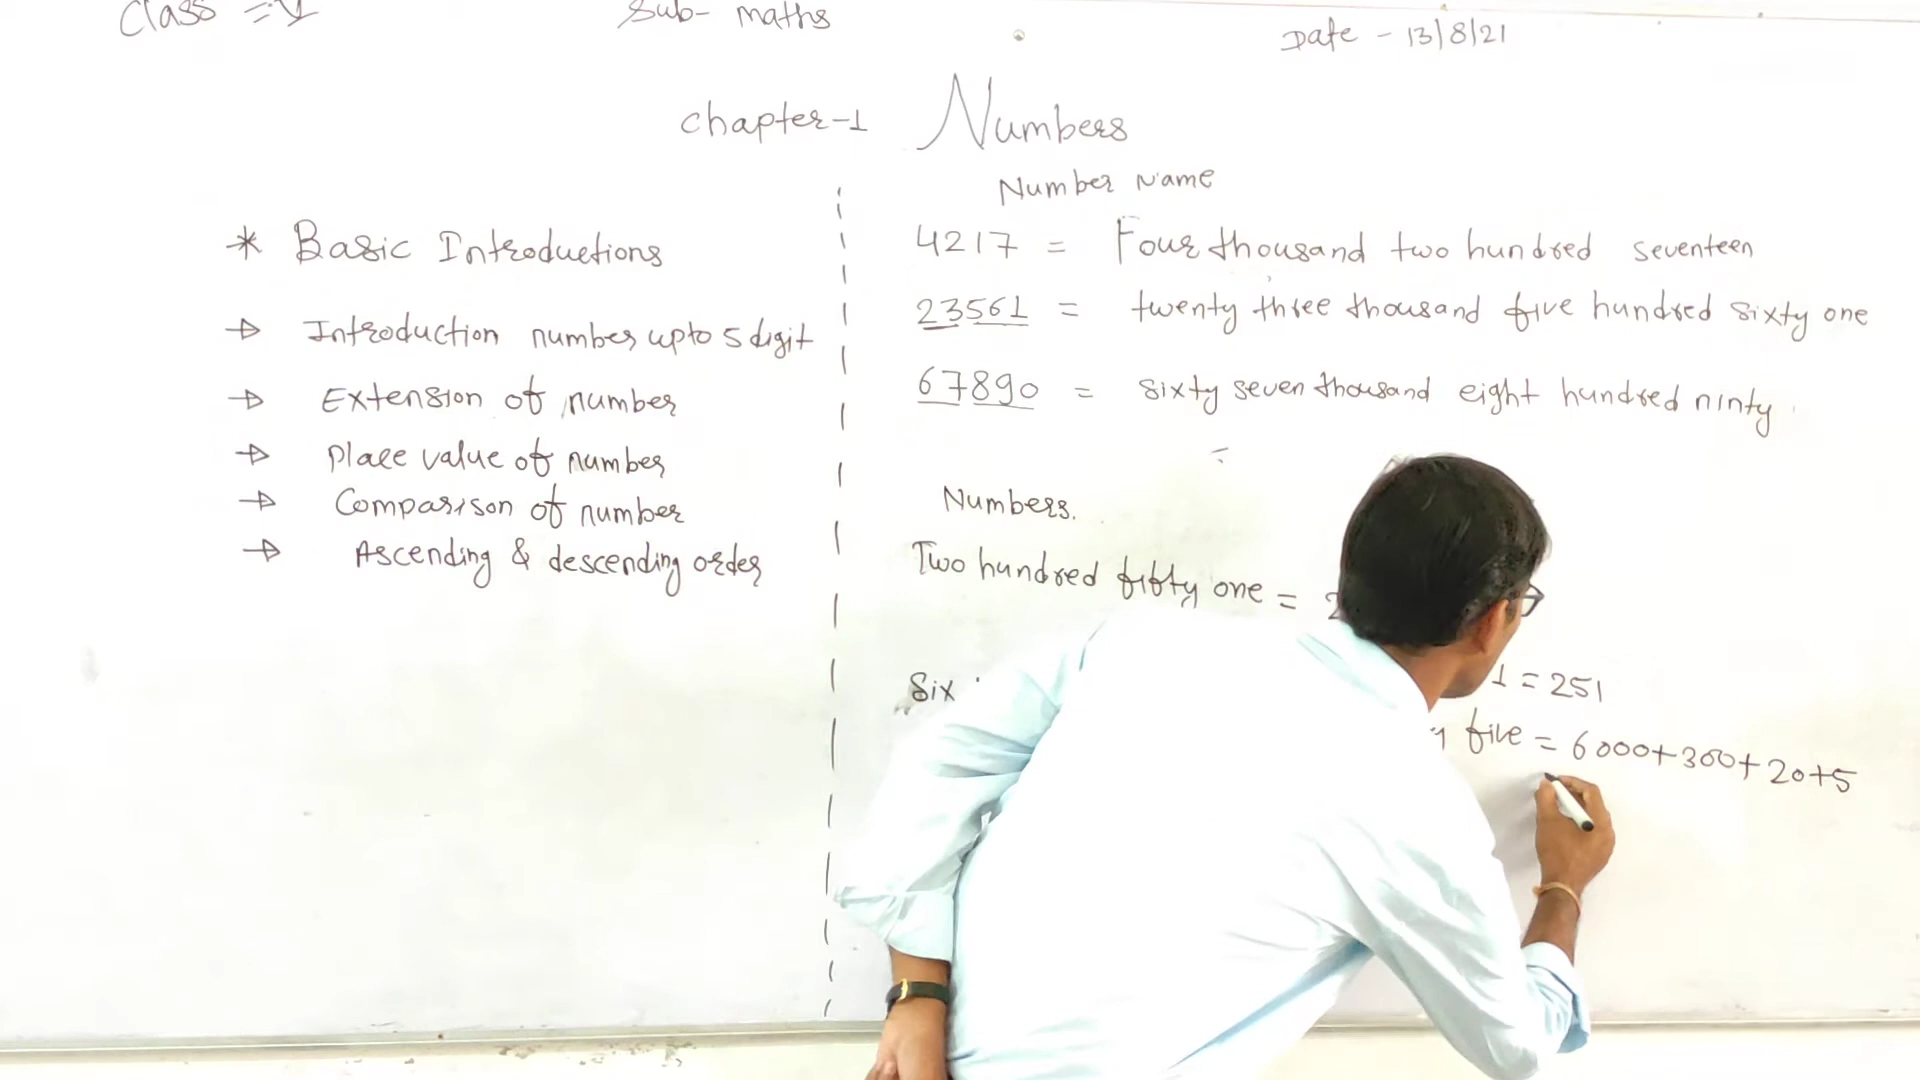 Class = V
Sub- maths
Date - 13/8/21
Chapter-1 Numbers
* Basic Introductions
Introduction number upto 5 digit
Extension of number
Place value of number
Comparison of number
Ascending & descending order
Number Name
4217 = Four thousand two hundred seventeen
23561 = twenty three thousand five hundred sixty one
67890 = sixty seven thousand eight hundred ninty
Numbers.
Two hundred fifty one = 2
1 = 251
Six
five = 6000+300+20+5